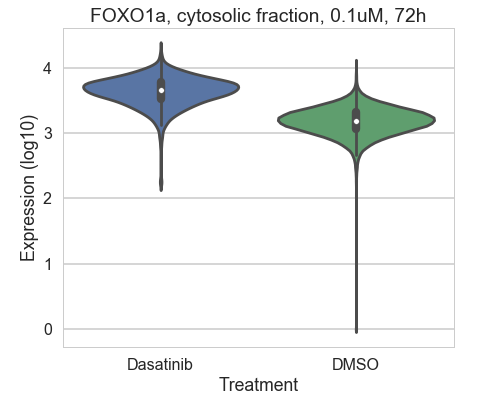 FOXO1a, cytosolic fraction, 0.1uM, 72h
Expression (log10)
4
3
2
1
0
Dasatinib
DMSO
Treatment